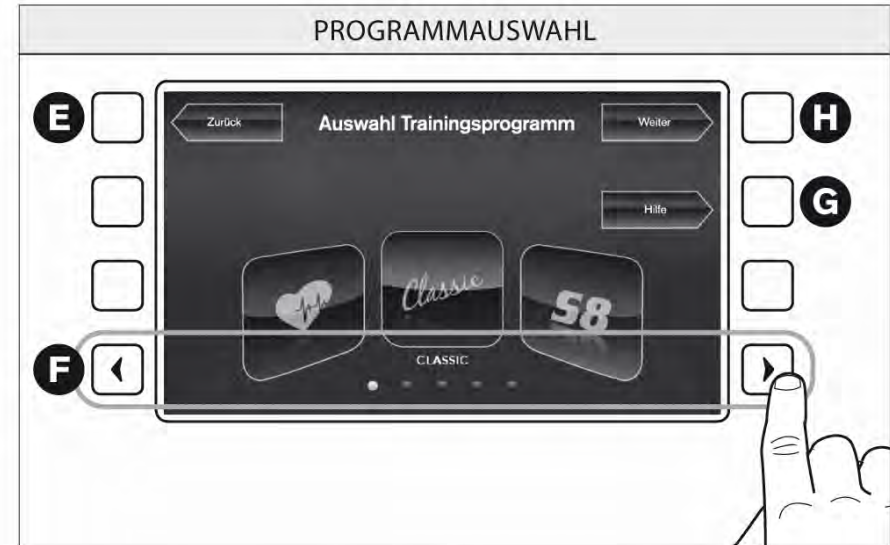 PROGRAMMAUSWAHL
E
Zurück
Auswahl Trainingsprogramm
Weiter
H
Hilfe
G
Classic
S8
F
CLASSIC